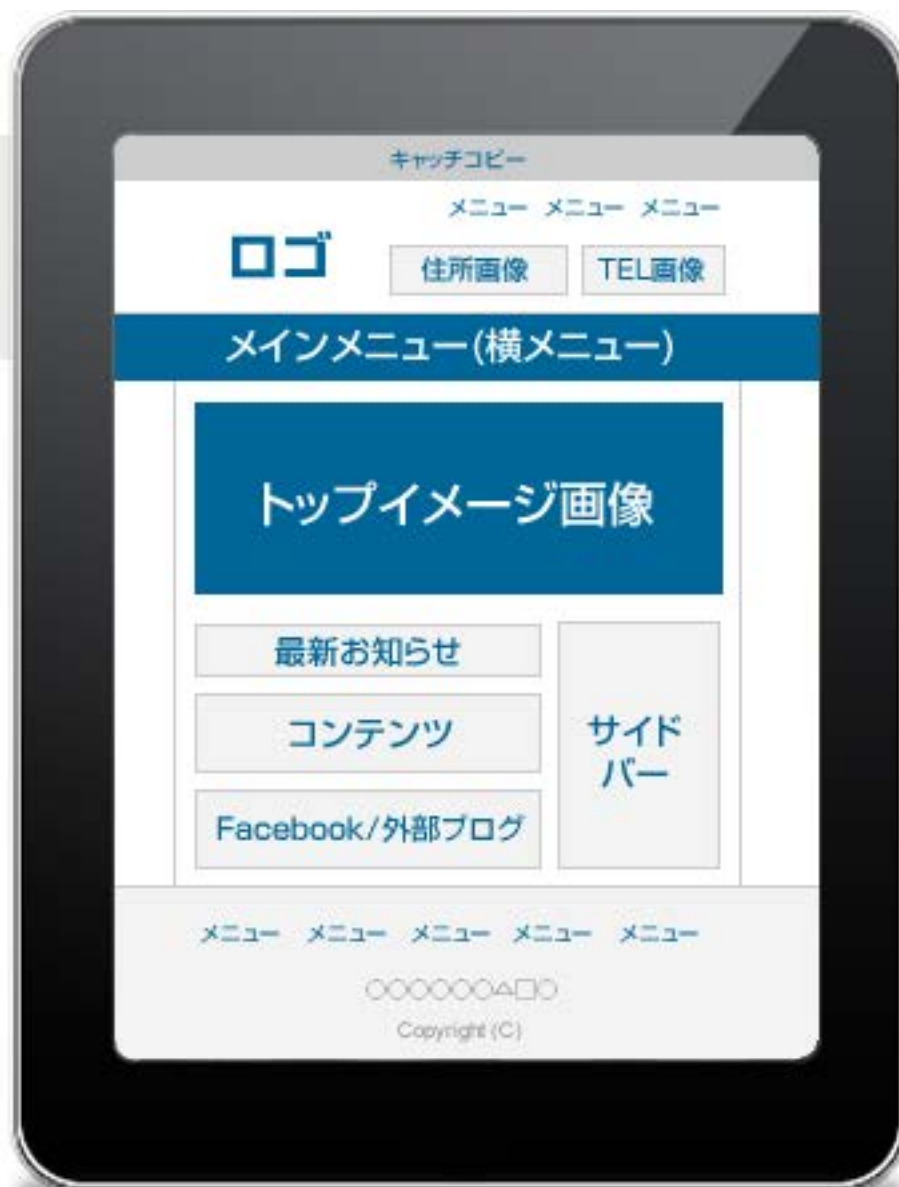 キャッチコピー
メニュー メニュー メニュー
ロゴ
住所画像 TEL画像
メインメニュー(横メニュー)
トップイメージ画像
最新お知らせ
コンテンツ
サイド
バー
Facebook/外部ブログ
メニュー メニュー メニュー メニュー メニュー
○○○○○○△□○
Copyright (C)